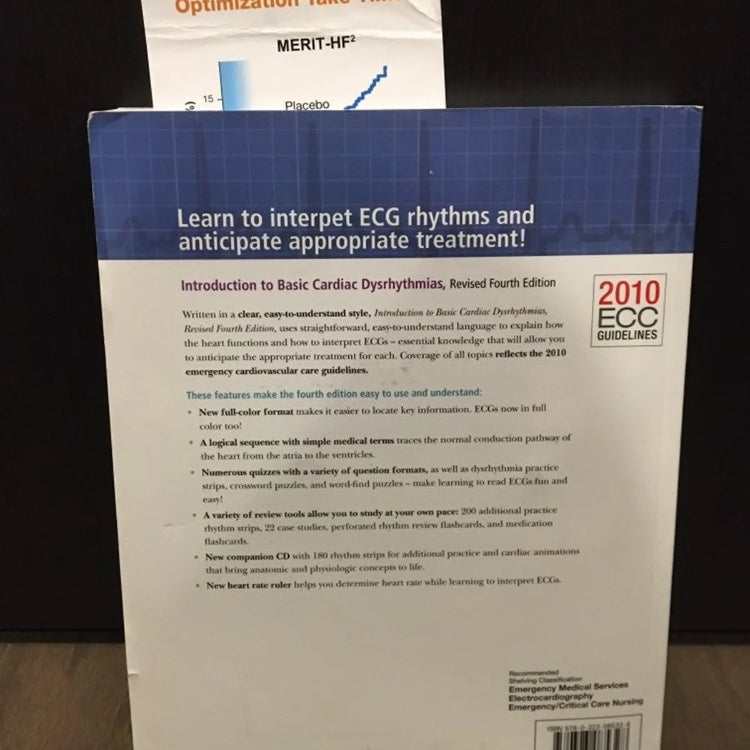 Optimization Take
MERIT-HF²
15
Placebo
Learn to interpet ECG rhythms and
anticipate appropriate treatment!
Introduction to Basic Cardiac Dysrhythmias, Revised Fourth Edition
2010
ECC
GUIDELINES
Written in a clear, easy-to-understand style, Introduction to Basic Cardiac Dysrhythmias,
Revised Fourth Edition, uses straightforward, easy-to-understand language to explain how
the heart functions and how to interpret ECGs – essential knowledge that will allow you
to anticipate the appropriate treatment for each. Coverage of all topics reflects the 2010
emergency cardiovascular care guidelines.
These features make the fourth edition easy to use and understand:
• New full-color format makes it easier to locate key information. ECGs now in full
color too!
• A logical sequence with simple medical terms traces the normal conduction pathway of
the heart from the atria to the ventricles.
• Numerous quizzes with a variety of question formats, as well as dysrhythmia practice
strips, crossword puzzles, and word-find puzzles – make learning to read ECGs fun and
easy!
• A variety of review tools allow you to study at your own pace: 200 additional practice
rhythm strips, 22 case studies, perforated rhythm review flashcards, and medication
flashcards.
• New companion CD with 180 rhythm strips for additional practice and cardiac animations
that bring anatomic and physiologic concepts to life.
• New heart rate ruler helps you determine heart rate while learning to interpret ECGs.
Recommended
Shelving Classification
Emergency Medical Services
Electrocardiography
Emergency/Critical Care Nursing
ISBN